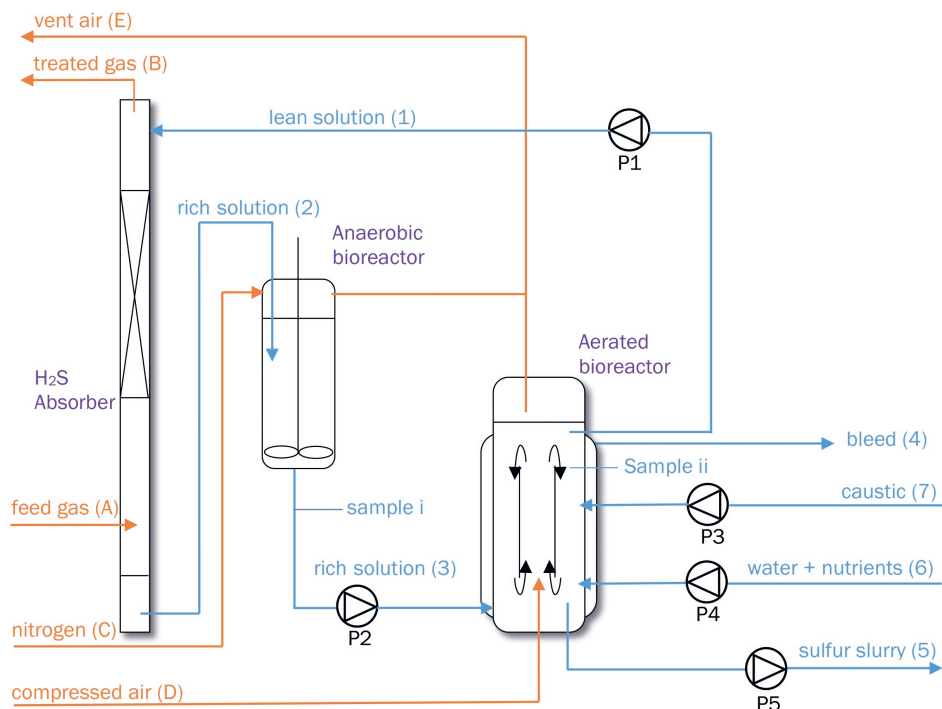 vent air (E)
treated gas (B)
lean solution (1)
P1
rich solution (2)
Anaerobic
bioreactor
Aerated
bioreactor
H₂S
Absorber
bleed (4)
Sample ii
caustic (7)
feed gas (A)
sample i
P3
rich solution (3)
water + nutrients (6)
P2
P4
nitrogen (C)
sulfur slurry (5)
compressed air (D)
P5